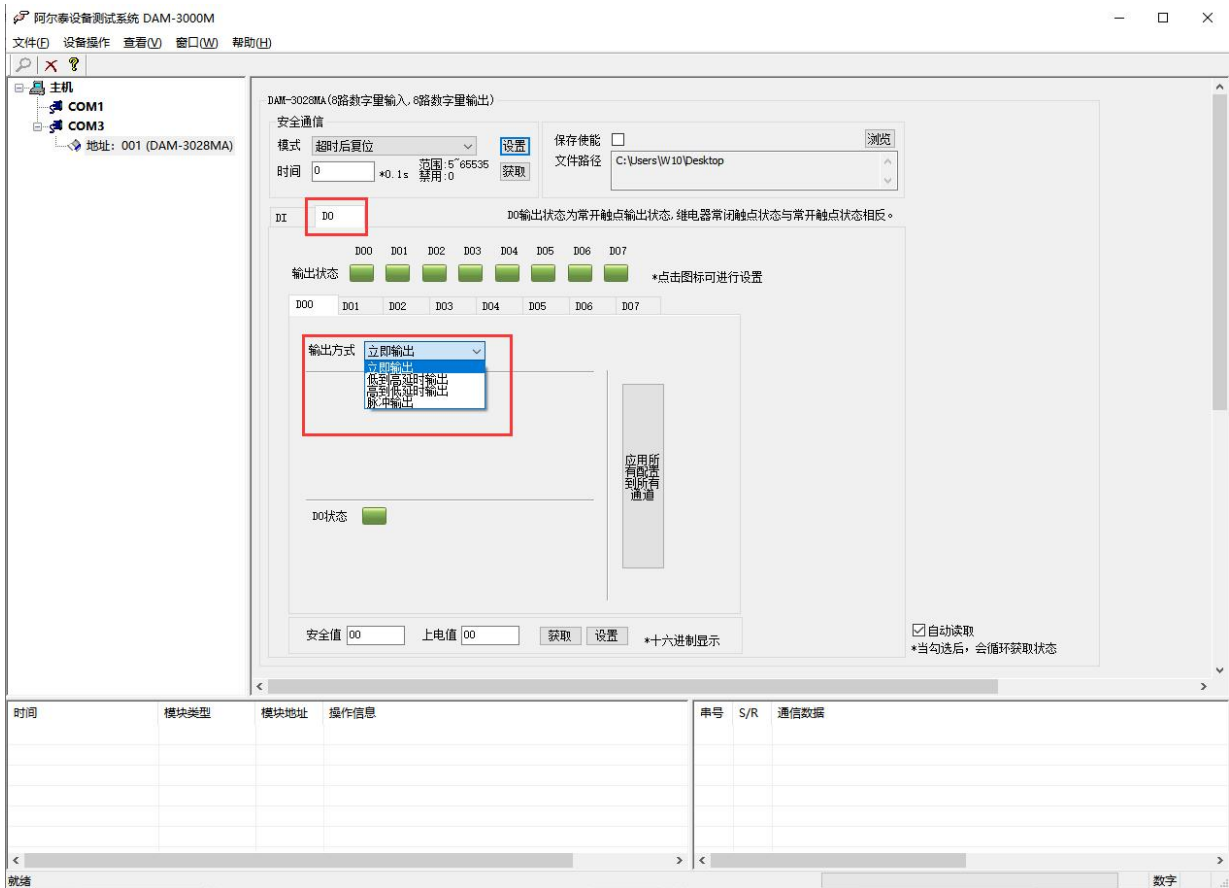 阿尔泰设备测试系统 DAM-3000M
文件(F) 设备操作 查看(V) 窗口(W) 帮助(H)
主机
COM1
COM3
地址：001 (DAM-3028MA)
DAM-3028MA(8路数字量输入,8路数字量输出)
安全通信
模式 超时后复位 设置
时间 0 *0.1s 范围:5~65535 禁用:0 获取
保存使能 浏览
文件路径 C:\Users\W10\Desktop
DI DO DO输出状态为常开触点输出状态,继电器常闭触点状态与常开触点状态相反。
DO0 DO1 DO2 DO3 DO4 DO5 DO6 DO7
输出状态 *点击图标可进行设置
DO0 DO1 DO2 DO3 DO4 DO5 DO6 DO7
输出方式 立即输出
立即输出
低到高延时输出
高到低延时输出
脉冲输出
应用所
有配置
到所有
通道
DO状态
安全值 00 上电值 00 获取 设置 *十六进制显示
自动读取
*当勾选后，会循环获取状态
时间 模块类型 模块地址 操作信息 串号 S/R 通信数据
就绪 数字